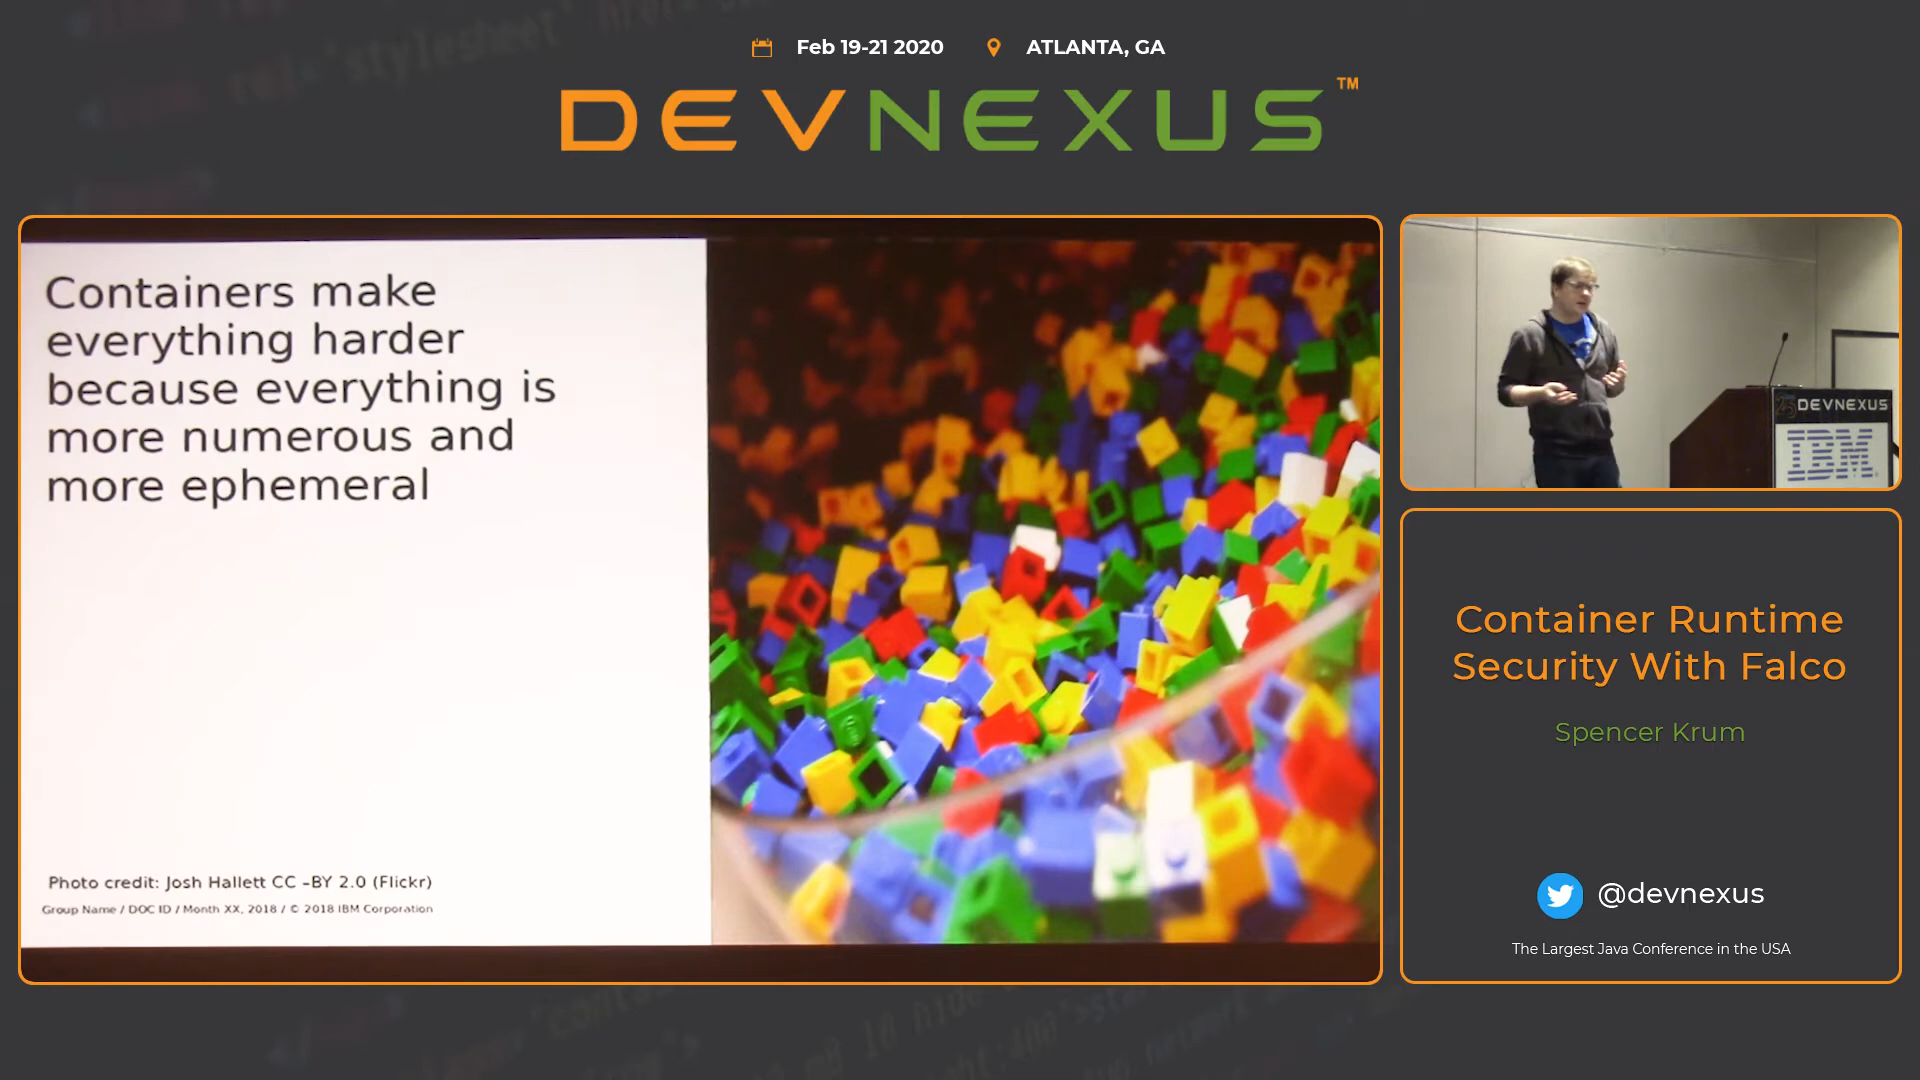 Feb 19-21 2020
ATLANTA, GA
DEVNEXUS™
Containers make
everything harder
because everything is
more numerous and
more ephemeral
Photo credit: Josh Hallett CC -BY 2.0 (Flickr)
Group Name / DOC ID / Month XX, 2018 / © 2018 IBM Corporation
DEVNEXUS
IBM
Container Runtime
Security With Falco
Spencer Krum
@devnexus
The Largest Java Conference in the USA